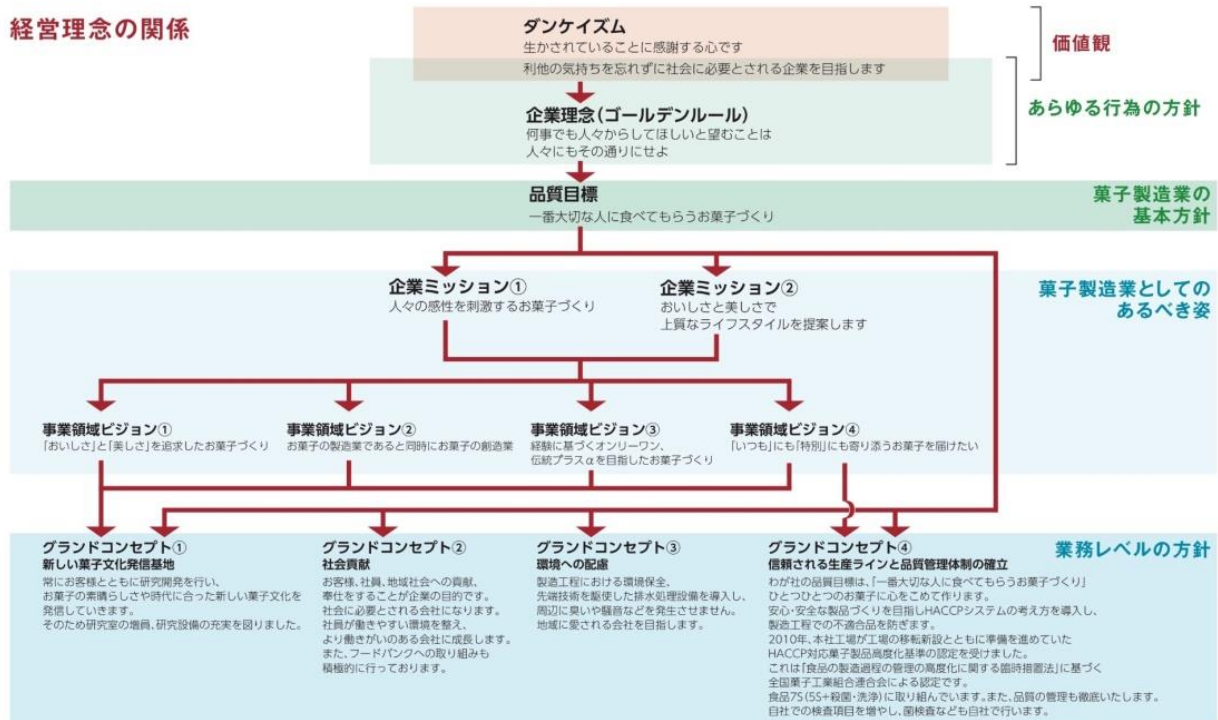 経営理念の関係
ダンケイズム
生かされていることに感謝する心です
利他の気持ちを忘れずに社会に必要とされる企業を目指します
価値観
企業理念(ゴールデンルール)
何事でも人々からしてほしいと望むことは
人々にもその通りにせよ
あらゆる行為の方針
品質目標
一番大切な人に食べてもらうお菓子づくり
菓子製造業の
基本方針
企業ミッション①
人々の感性を刺激するお菓子づくり
企業ミッション②
おいしさと美しさで
上質なライフスタイルを提案します
菓子製造業としての
あるべき姿
事業領域ビジョン①
「おいしさ」と「美しさ」を追求したお菓子づくり
事業領域ビジョン②
お菓子の製造業であると同時にお菓子の創造業
事業領域ビジョン③
経験に基づくオンリーワン、
伝統プラスαを目指したお菓子づくり
事業領域ビジョン④
「いつも」にも「特別」にも寄り添うお菓子を届けたい
グランドコンセプト①
新しい菓子文化発信基地
常にお客様とともに研究開発を行い、
お菓子の素晴らしさや時代に合った新しい菓子文化を
発信していきます。
そのため研究室の増員、研究設備の充実を図りました。
グランドコンセプト②
社会貢献
お客様、社員、地域社会への貢献、
奉仕をすることが企業の目的です。
社会に必要とされる会社になります。
社員が働きやすい環境を整え、
より働きがいのある会社に成長します。
また、フードバンクへの取り組みも
積極的に行っております。
グランドコンセプト③
環境への配慮
製造工程における環境保全、
先端技術を駆使した排水処理設備を導入し、
周辺に臭いや騒音などを発生させません。
地域に愛される会社を目指します。
グランドコンセプト④
信頼される生産ラインと品質管理体制の確立
わが社の品質目標は、「一番大切な人に食べてもらうお菓子づくり」
ひとつひとつのお菓子に心をこめて作ります。
安心・安全な製品づくりを目指しHACCPシステムの考え方を導入し、
製造工程での不適合品を防ぎます。
2010年、本社工場が工場の移転新設とともに準備を進めていた
HACCP対応菓子製品高度化基準の認定を受けました。
これは「食品の製造過程の管理の高度化に関する臨時措置法」に基づく
全国菓子工業組合連合会による認定です。
食品7S(5S+殺菌・洗浄)に取り組んでいます。また、品質の管理も徹底いたします。
自社での検査項目を増やし、菌検査なども自社で行います。
業務レベルの方針